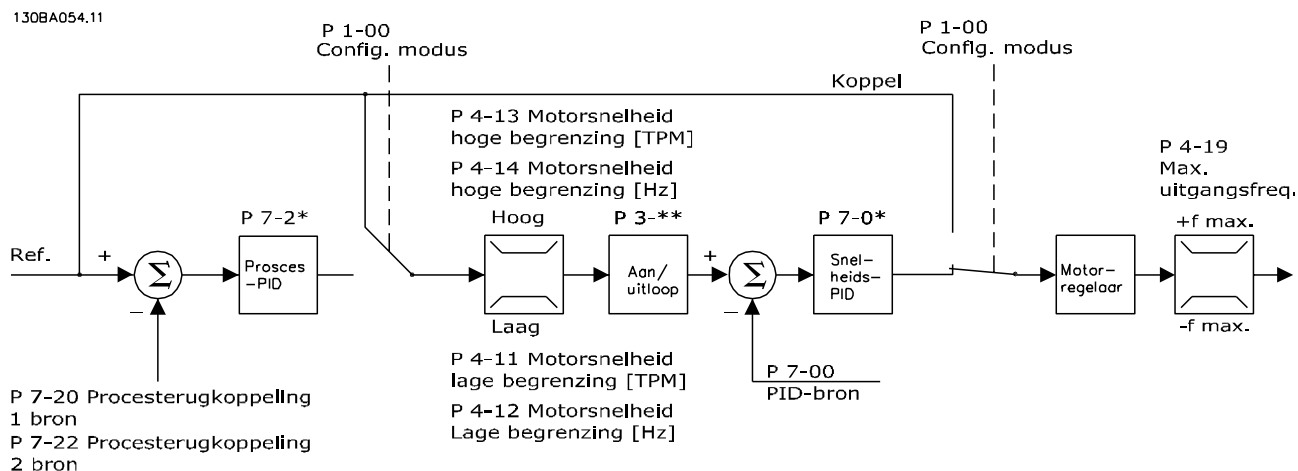 130BA054.11
P 1-00
Config. modus
P 1-00
Config. modus
Koppel
P 4-13 Motorsnelheid
hoge begrenzing [TPM]
P 4-14 Motorsnelheid
hoge begrenzing [Hz]
P 4-19
Max.
uitgangsfreq.
P 7-2*
Hoog
P 3-**
P 7-0*
+f max.
Ref.
+
Σ
Prosces
-PID
Aan/
uitloop
+
Σ
Snel-
heids-
PID
Motor-
regelaar
−
−
Laag
-f max.
P 4-11 Motorsnelheid
lage begrenzing [TPM]
P 4-12 Motorsnelheid
Lage begrenzing [Hz]
P 7-00
PID-bron
P 7-20 Procesterugkoppeling
1 bron
P 7-22 Procesterugkoppeling
2 bron